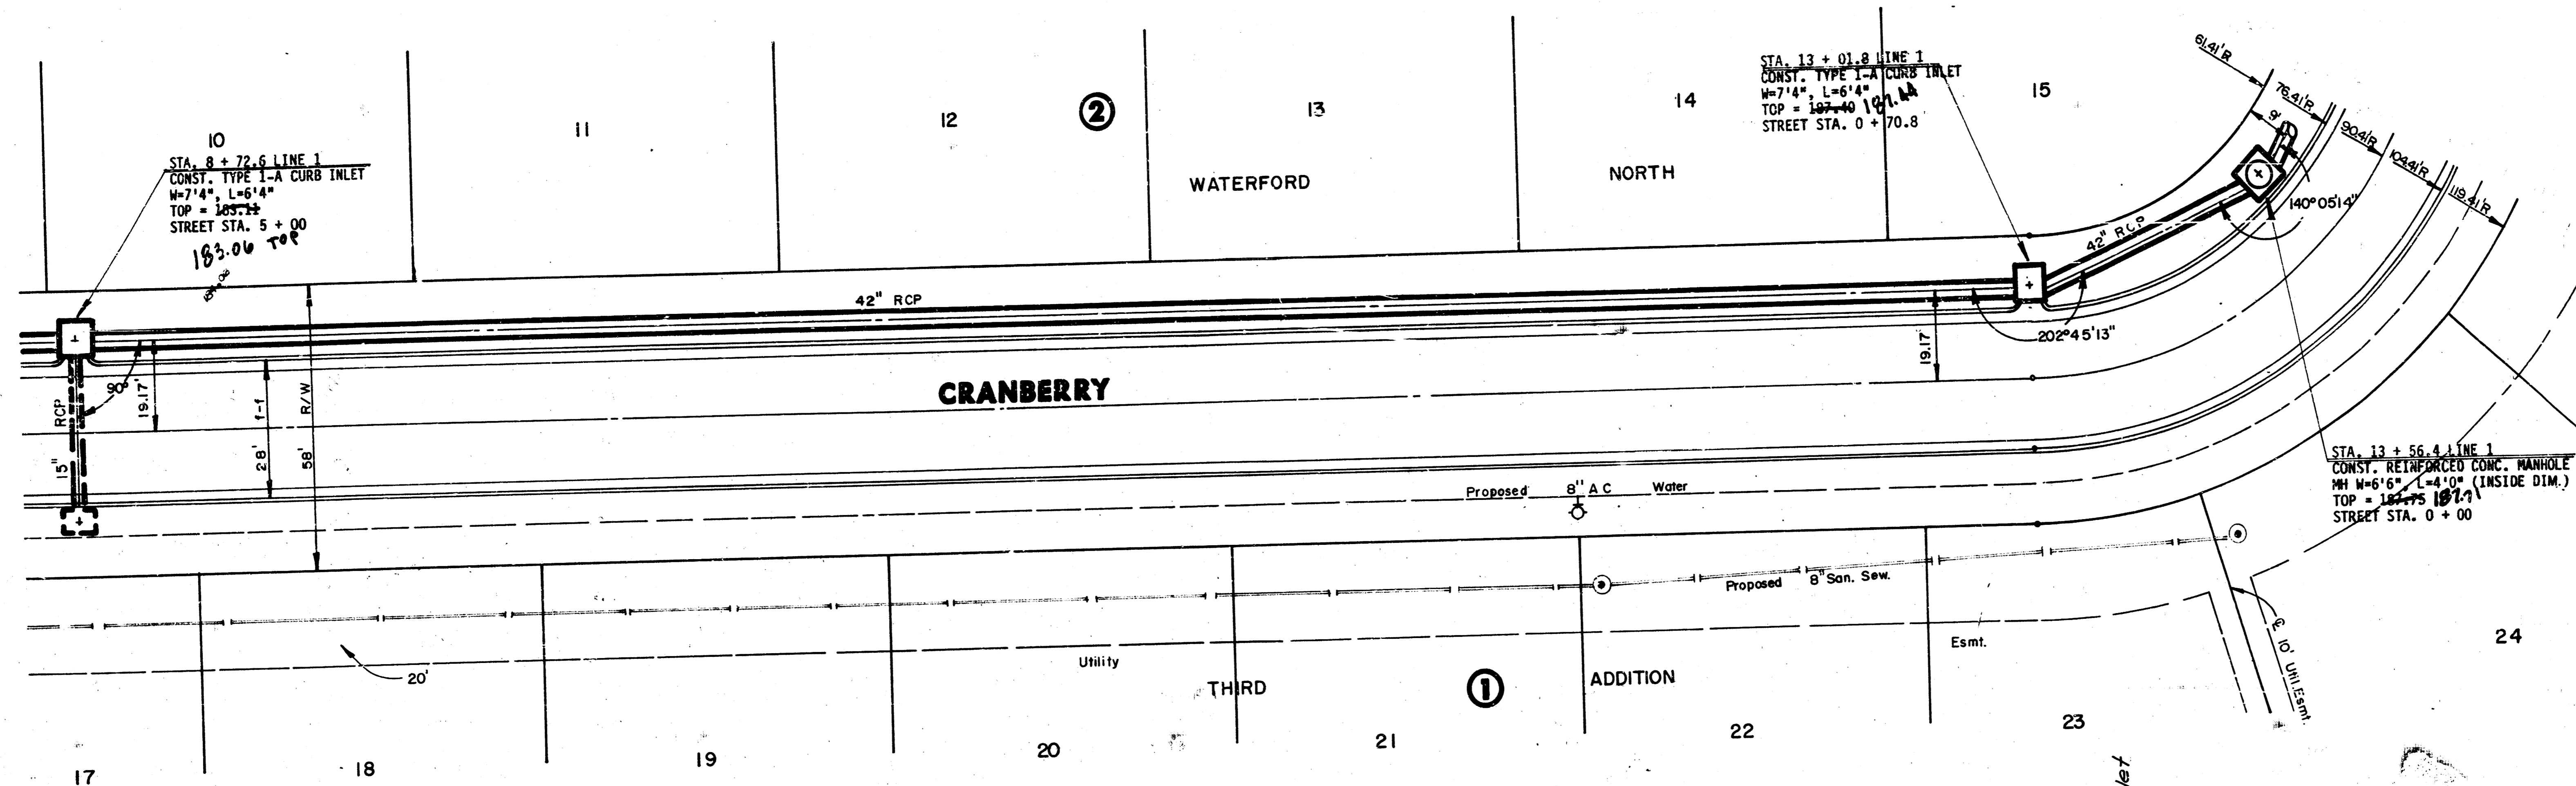 10
STA. 8 + 72.6 LINE 1
CONST. TYPE 1-A CURB INLET
W=7'4", L=6'4"
TOP = 183.11
STREET STA. 5 + 00
183.06 TOP
11
12
2
13
WATERFORD
14
NORTH
STA. 13 + 01.8 LINE 1
CONST. TYPE 1-A CURB INLET
W=7'4", L=6'4"
TOP = 187.40 187.44
STREET STA. 0 + 70.8
15
61.41'R
76.41'R
90.41'R
104.41'R
119.41'R
9'
140°05'14"
42" RCP
42" RCP
202°45'13"
19.17'
CRANBERRY
90°
19.17'
RCP
15"
28' f-f
58' R/W
STA. 13 + 56.4 LINE 1
CONST. REINFORCED CONC. MANHOLE
MH W=6'6", L=4'0" (INSIDE DIM.)
TOP = 187.75 187.71
STREET STA. 0 + 00
Proposed 8" A C Water
Proposed 8" San. Sew.
Utility
Esmt.
20'
THIRD
1
ADDITION
℄ 10' Util. Esmt.
17
18
19
20
21
22
23
24
let